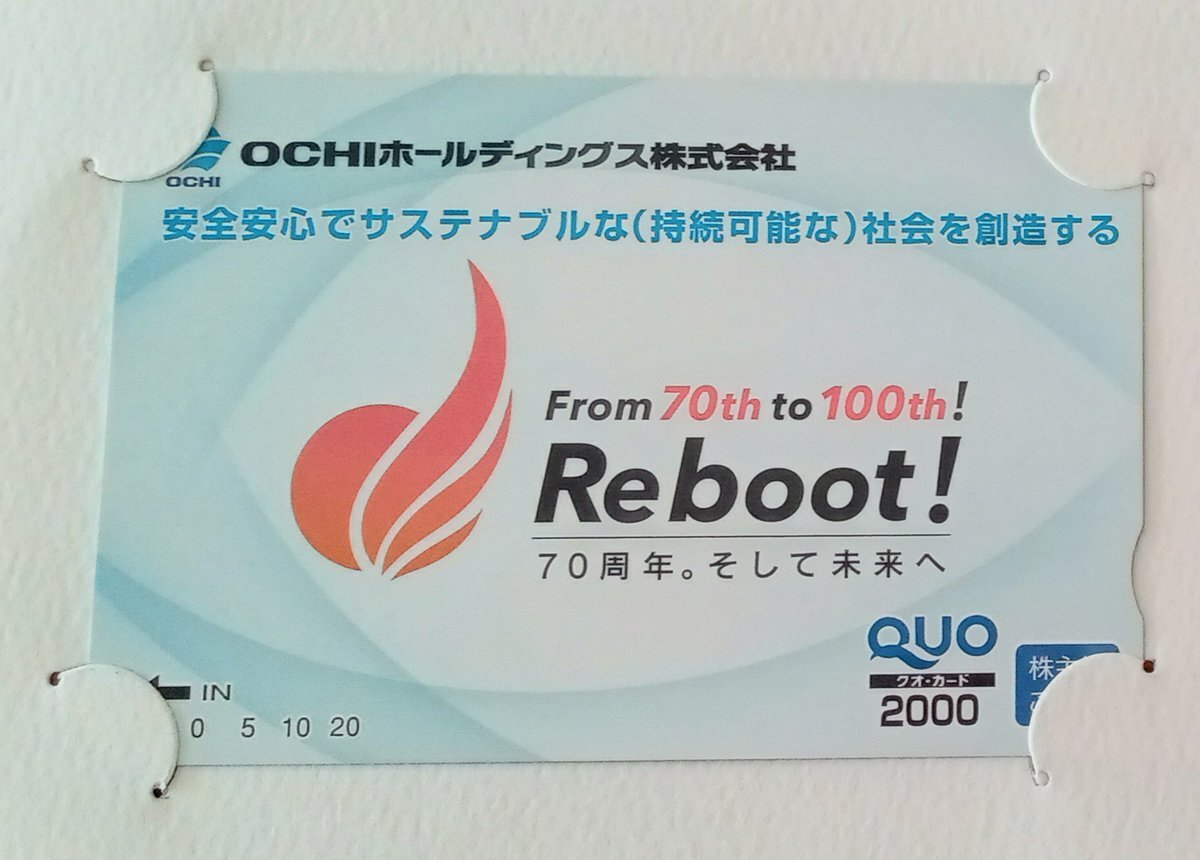 OCHIホールディングス株式会社
OCHI
安全安心でサステナブルな(持続可能な)社会を創造する
From 70th to 100th!
Reboot!
70周年。そして未来へ
QUO
クオ・カード
2000
株主
IN
0 5 10 20